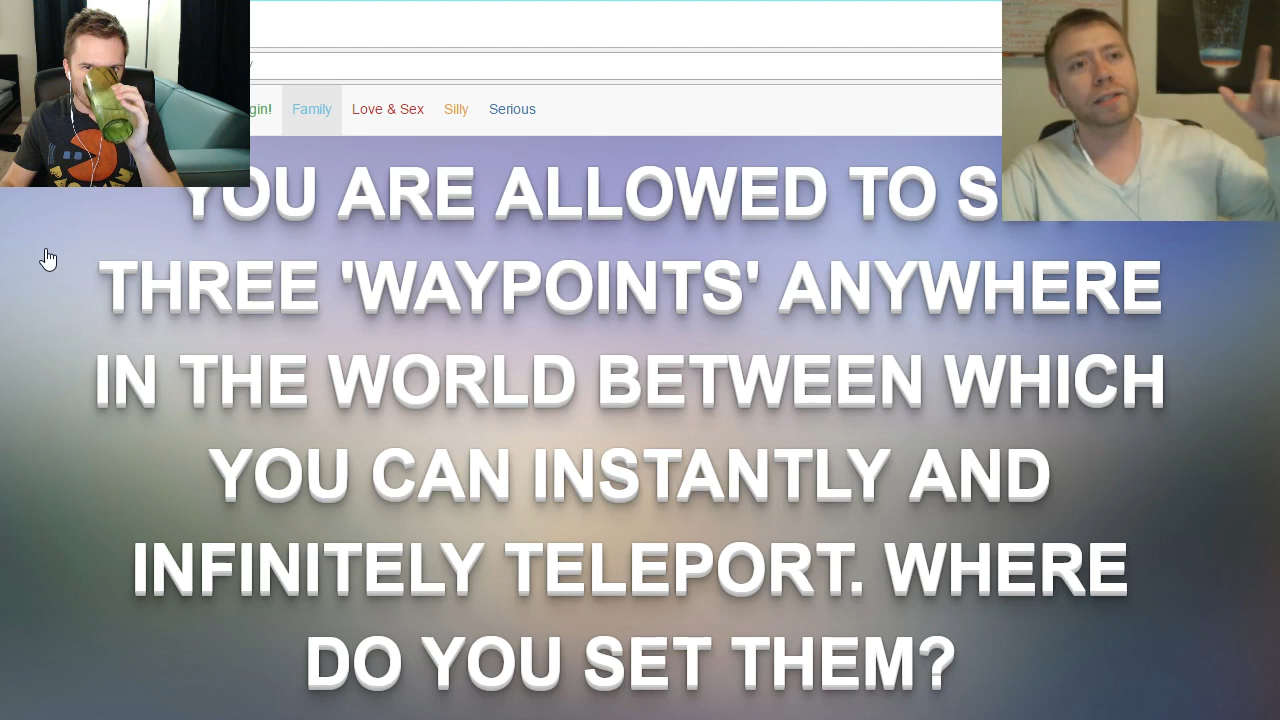 Family Love & Sex Silly Serious
YOU ARE ALLOWED TO
THREE 'WAYPOINTS' ANYWHERE
IN THE WORLD BETWEEN WHICH
YOU CAN INSTANTLY AND
INFINITELY TELEPORT. WHERE
DO YOU SET THEM?